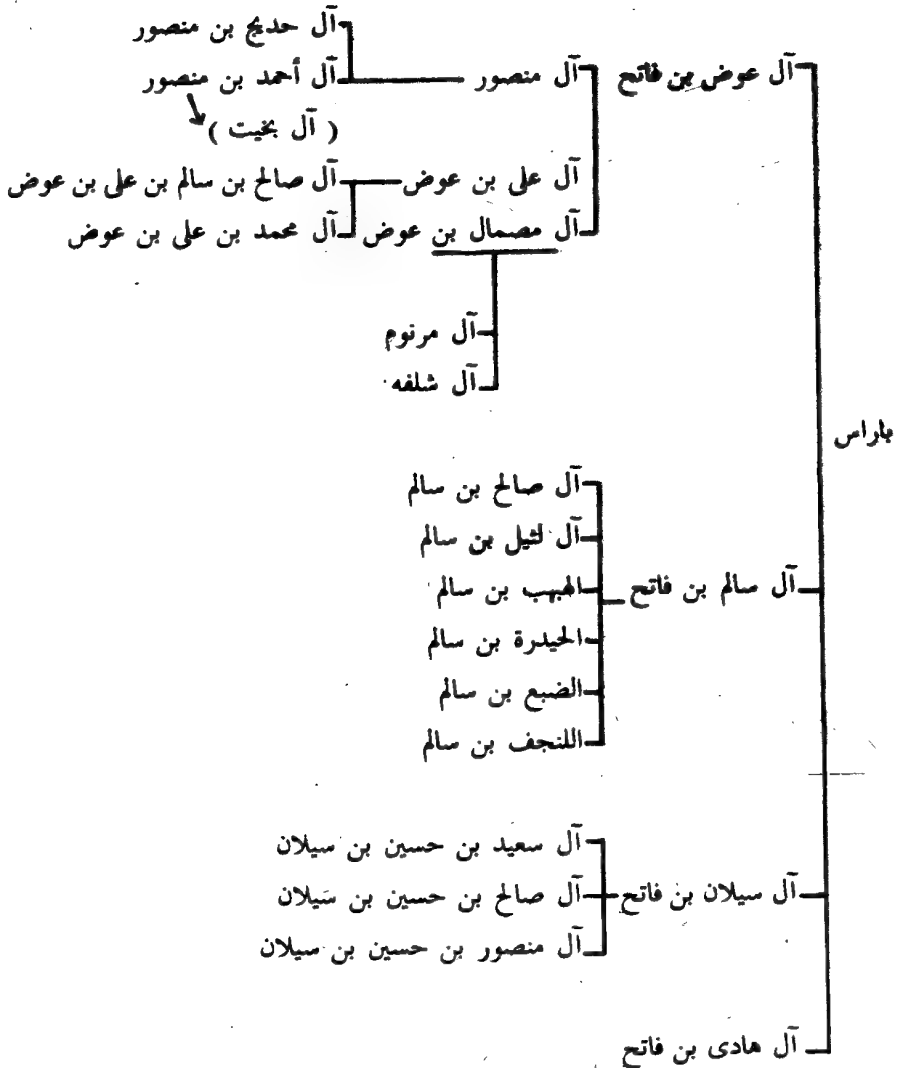 باراس
آل عوض بن فاتح
آل منصور
آل حديج بن منصور
آل أحمد بن منصور
( آل بخيت )
آل على بن عوض
آل صالح بن سالم بن على بن عوض
آل محمد بن على بن عوض
آل مصمال بن عوض
آل مرنوم
آل شلفه
آل سالم بن فاتح
آل صالح بن سالم
آل لثيل بن سالم
الهبهب بن سالم
الحيدرة بن سالم
الضبع بن سالم
اللنجف بن سالم
آل سيلان بن فاتح
آل سعيد بن حسين بن سيلان
آل صالح بن حسين بن سَيلان
آل منصور بن حسين بن سيلان
آل هادى بن فاتح